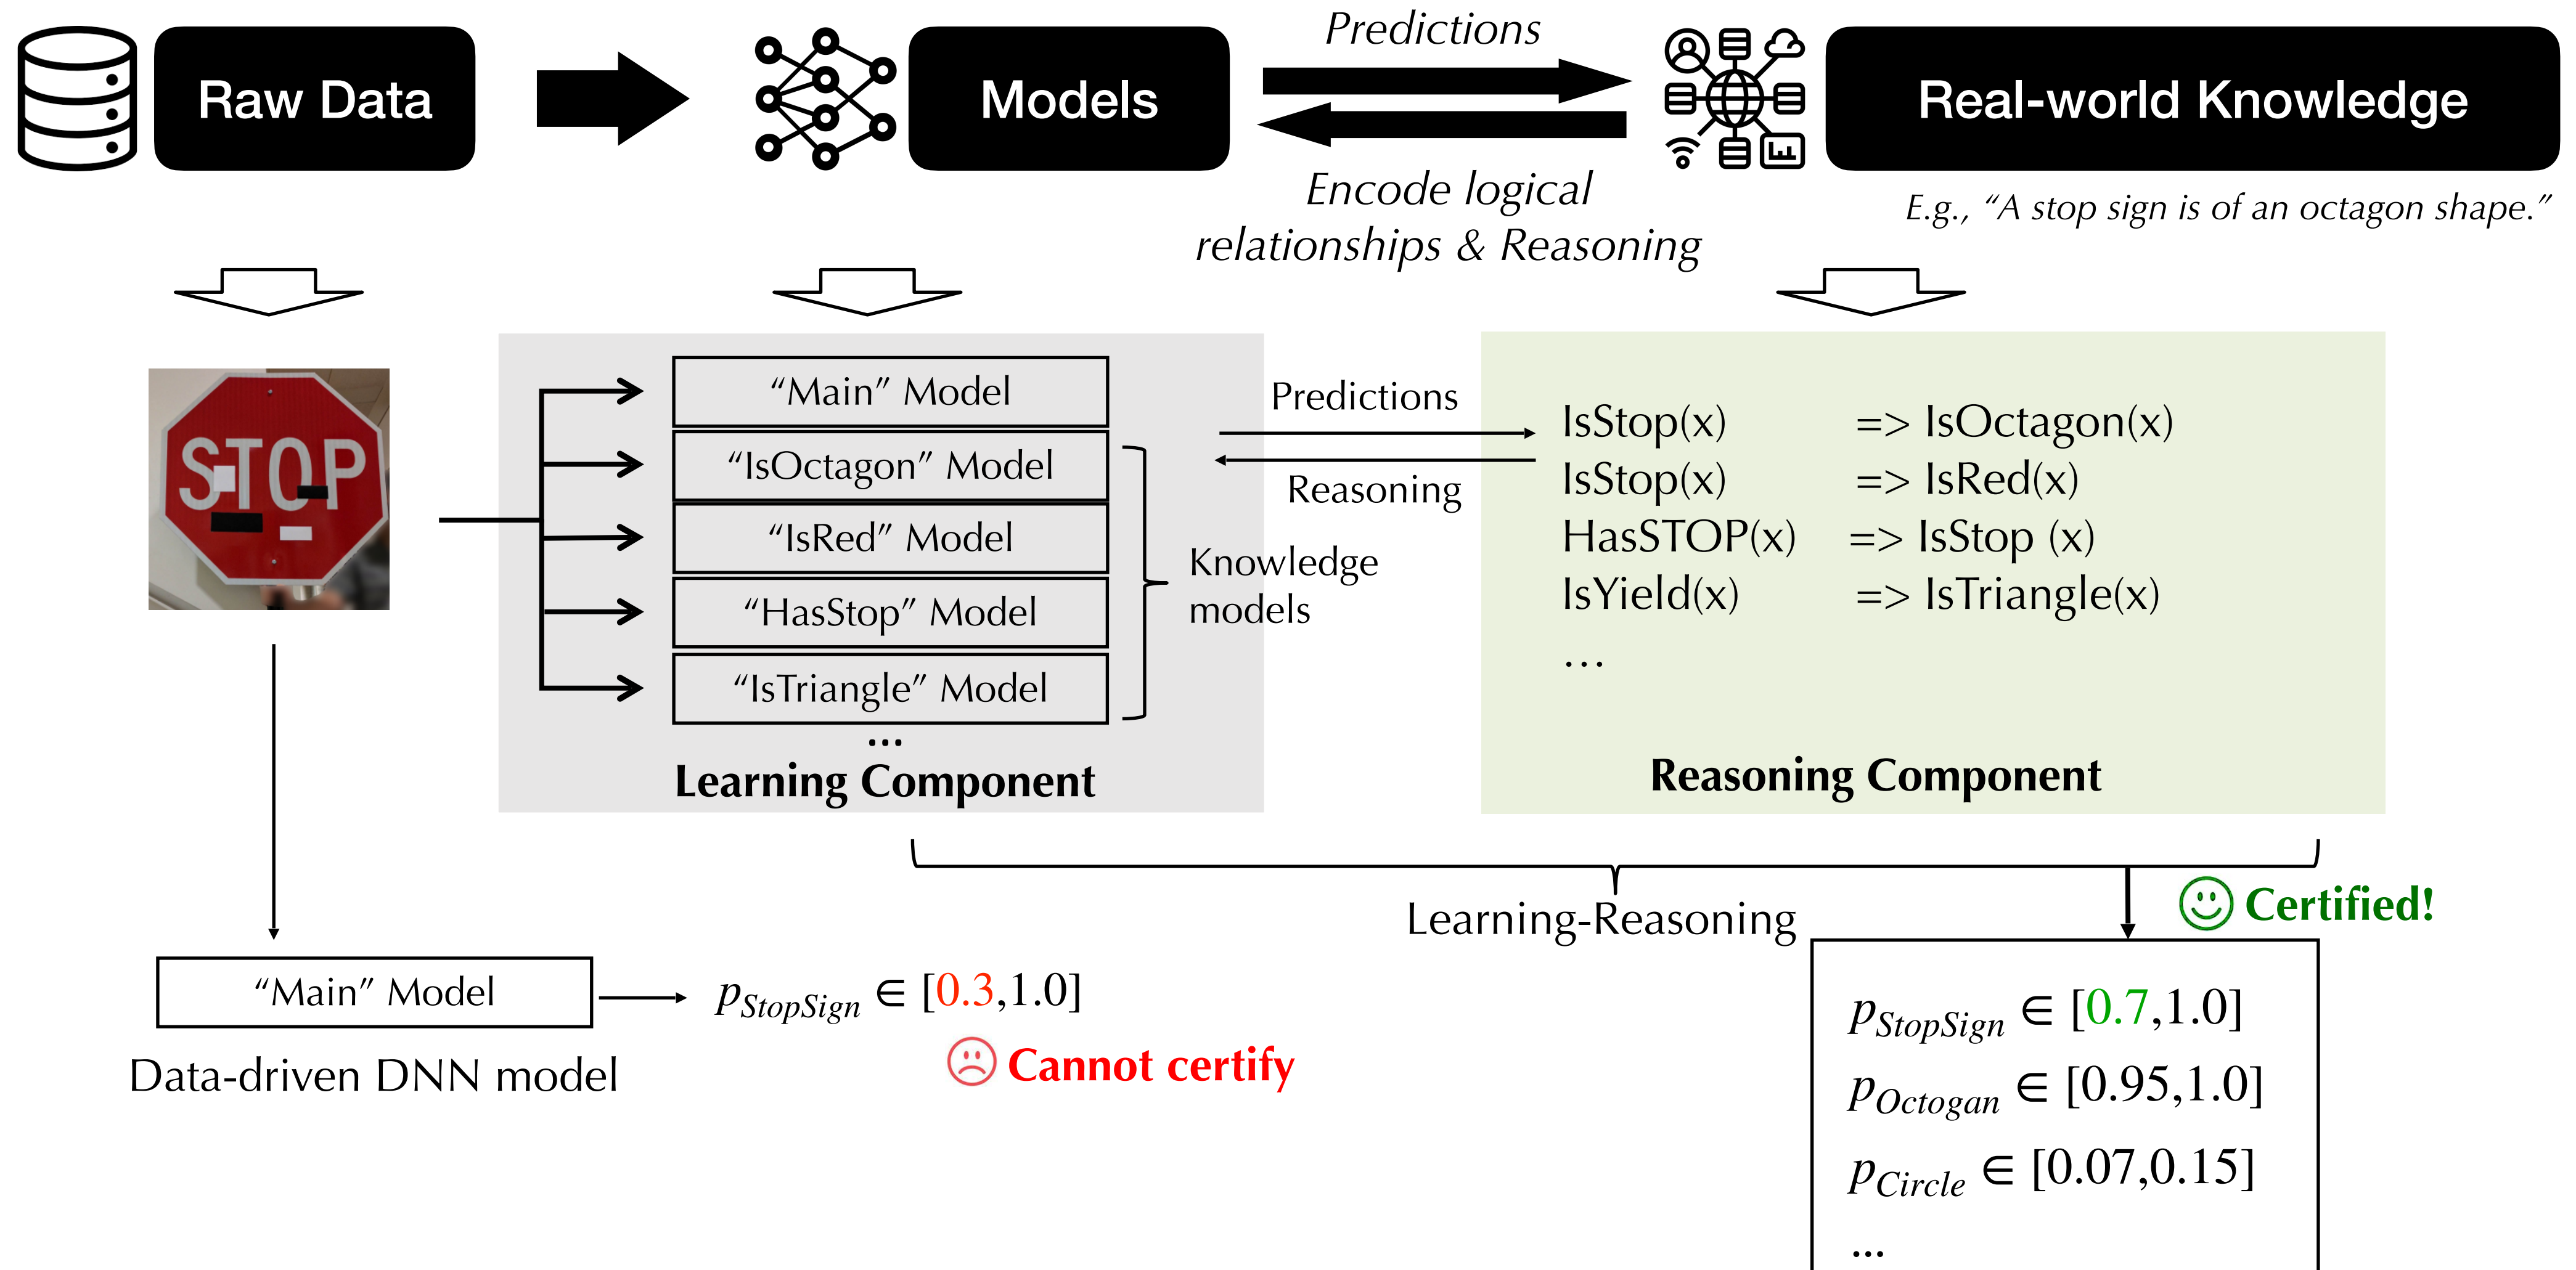 Raw Data
Models
Predictions
Encode logical
relationships & Reasoning
Real-world Knowledge
E.g., “A stop sign is of an octagon shape.”
STOP
“Main” Model
“IsOctagon” Model
“IsRed” Model
“HasStop” Model
“IsTriangle” Model
...
Knowledge
models
Learning Component
Predictions
Reasoning
IsStop(x) => IsOctagon(x)
IsStop(x) => IsRed(x)
HasSTOP(x) => IsStop (x)
IsYield(x) => IsTriangle(x)
...
Reasoning Component
Learning-Reasoning
Certified!
“Main” Model
Data-driven DNN model
p_StopSign ∈ [0.3,1.0]
Cannot certify
p_StopSign ∈ [0.7,1.0]
p_Octogan ∈ [0.95,1.0]
p_Circle ∈ [0.07,0.15]
...